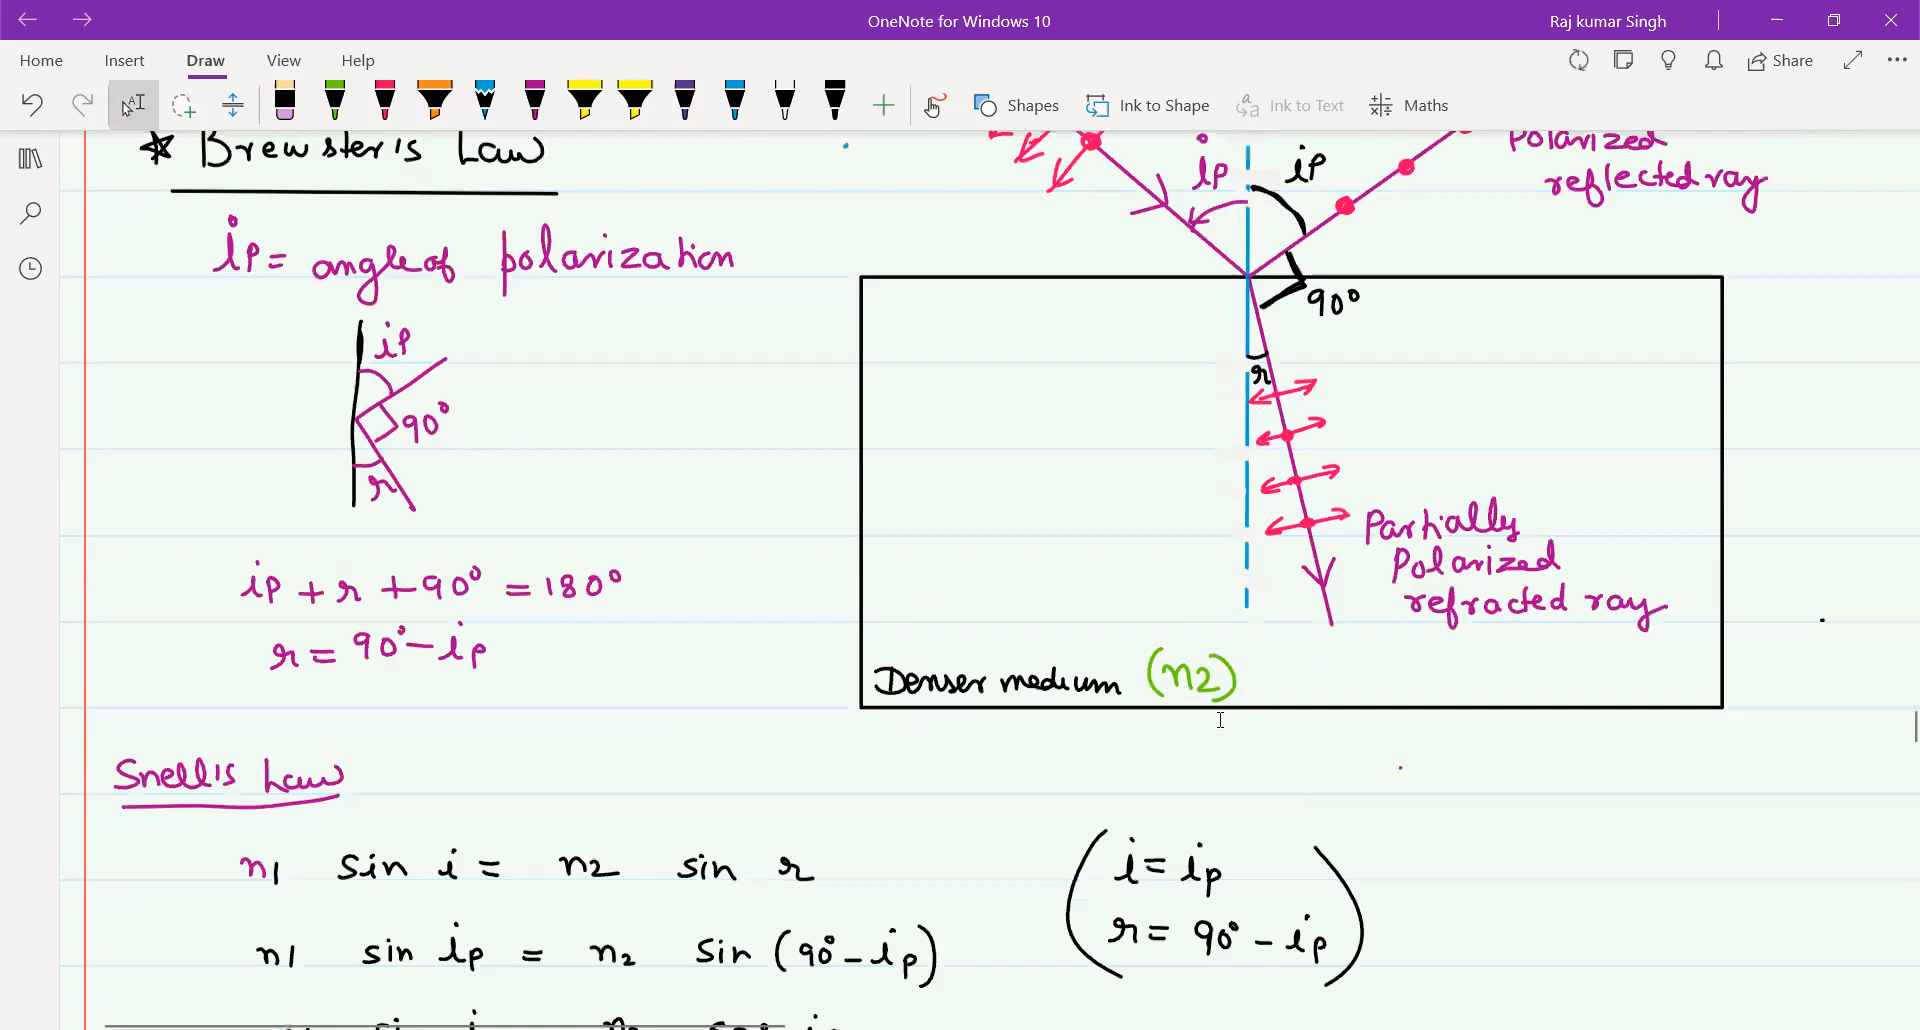 OneNote for Windows 10
Raj kumar Singh
Home Insert Draw View Help
Share
Shapes Ink to Shape Ink to Text Maths
☆ Brewster's Law
ip = angle of polarization
ip
90°
r
ip + r + 90° = 180°
r = 90° - ip
ip ip
Polarized
reflected ray
90°
r
Partially
Polarized
refracted ray
Denser medium (n2)
Snell's Law
n1 sin i = n2 sin r
n1 sin ip = n2 sin (90° - ip)
i = ip
r = 90° - ip